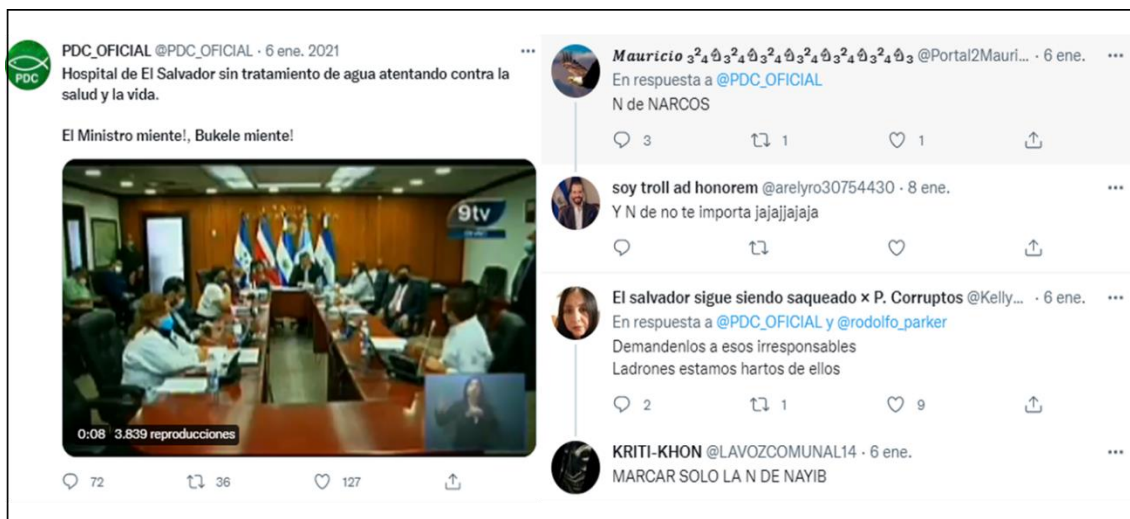 PDC
PDC_OFICIAL @PDC_OFICIAL · 6 ene. 2021
Hospital de El Salvador sin tratamiento de agua atentando contra la
salud y la vida.
El Ministro miente!, Bukele miente!
9tv
0:08 3.839 reproducciones
72 36 127
Mauricio @Portal2Mauri... · 6 ene.
En respuesta a @PDC_OFICIAL
N de NARCOS
3 1 1
soy troll ad honorem @arelyro30754430 · 8 ene.
Y N de no te importa jajajjajaja
El salvador sigue siendo saqueado × P. Corruptos @Kelly... · 6 ene.
En respuesta a @PDC_OFICIAL y @rodolfo_parker
Demandenlos a esos irresponsables
Ladrones estamos hartos de ellos
2 1 9
KRITI-KHON @LAVOZCOMUNAL14 · 6 ene.
MARCAR SOLO LA N DE NAYIB